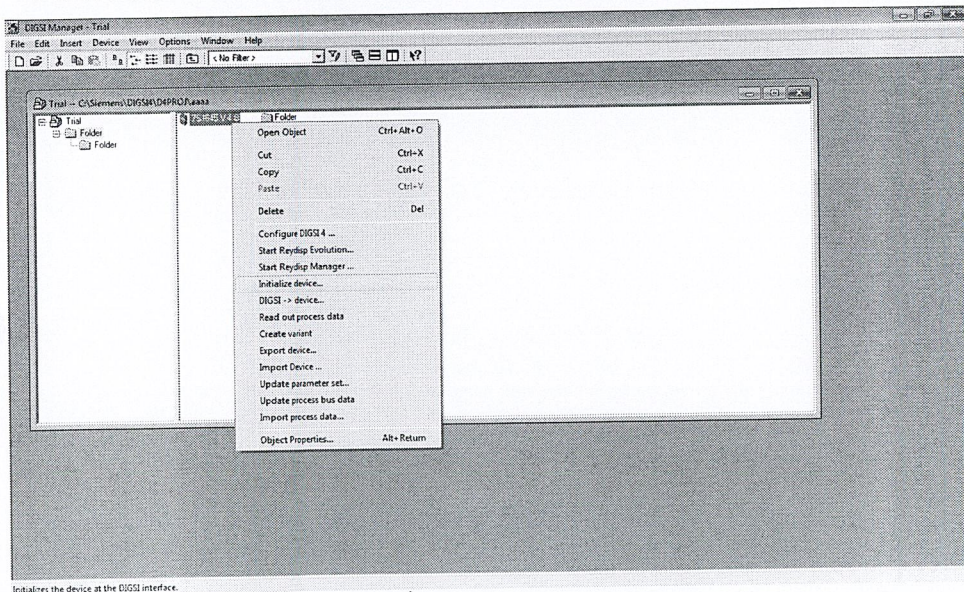 DIGSI Manager - Trial
File Edit Insert Device View Options Window Help
< No Filter >
Trial -- C:\Siemens\DIGSI4\D4PROJ\aaaa
Trial
Folder
Folder
Folder
Open Object Ctrl+Alt+O
Cut Ctrl+X
Copy Ctrl+C
Paste Ctrl+V
Delete Del
Configure DIGSI 4 ...
Start Reydisp Evolution...
Start Reydisp Manager ...
Initialize device...
DIGSI -> device...
Read out process data
Create variant
Export device...
Import Device ...
Update parameter set...
Update process bus data
Import process data...
Object Properties... Alt+Return
Initializes the device at the DIGSI interface.